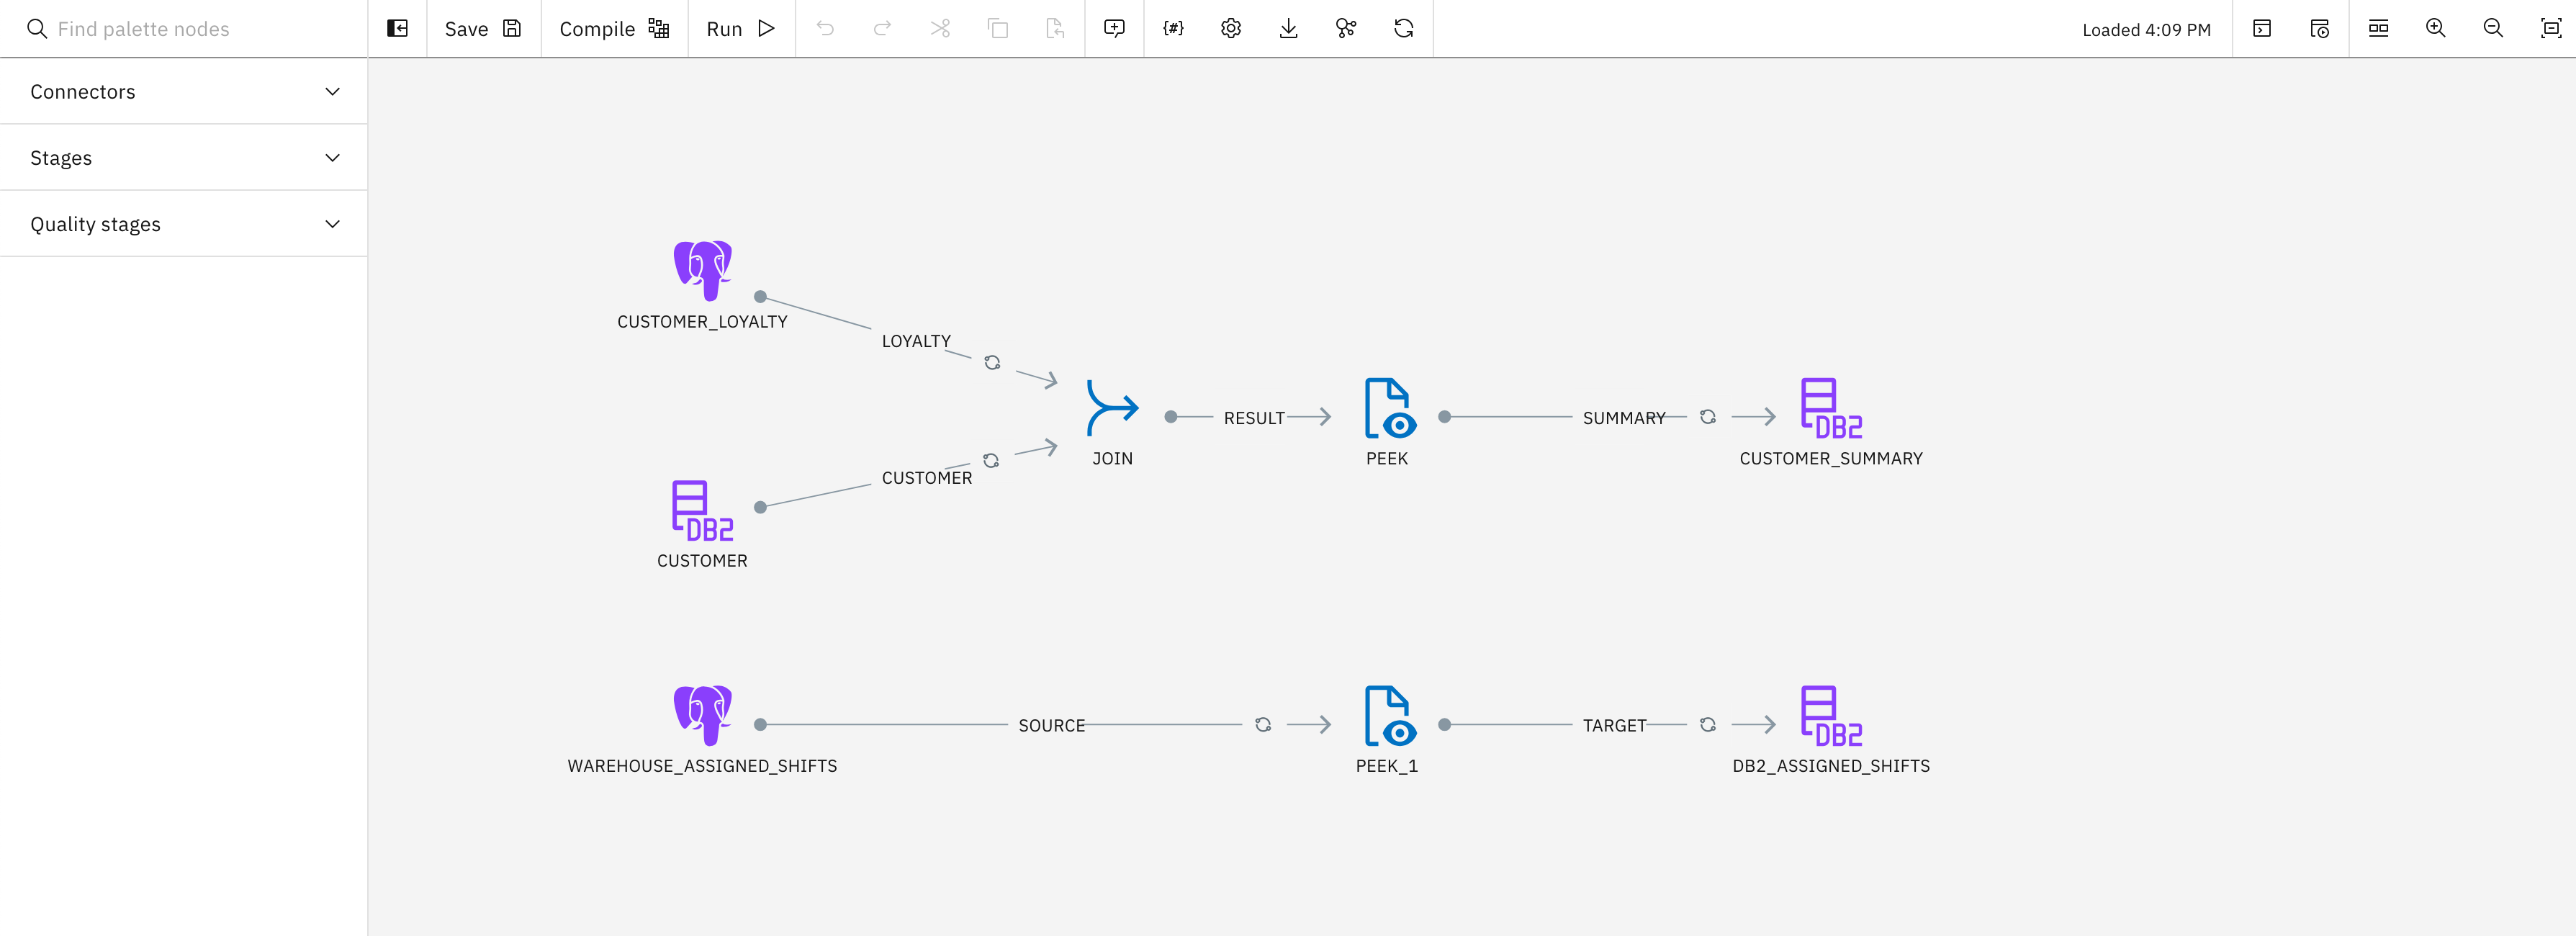 Find palette nodes
Save
Compile
Run
{#}
Loaded 4:09 PM
Connectors
Stages
Quality stages
CUSTOMER_LOYALTY
LOYALTY
JOIN
RESULT
PEEK
SUMMARY
DB2
CUSTOMER_SUMMARY
CUSTOMER
DB2
CUSTOMER
WAREHOUSE_ASSIGNED_SHIFTS
SOURCE
PEEK_1
TARGET
DB2
DB2_ASSIGNED_SHIFTS